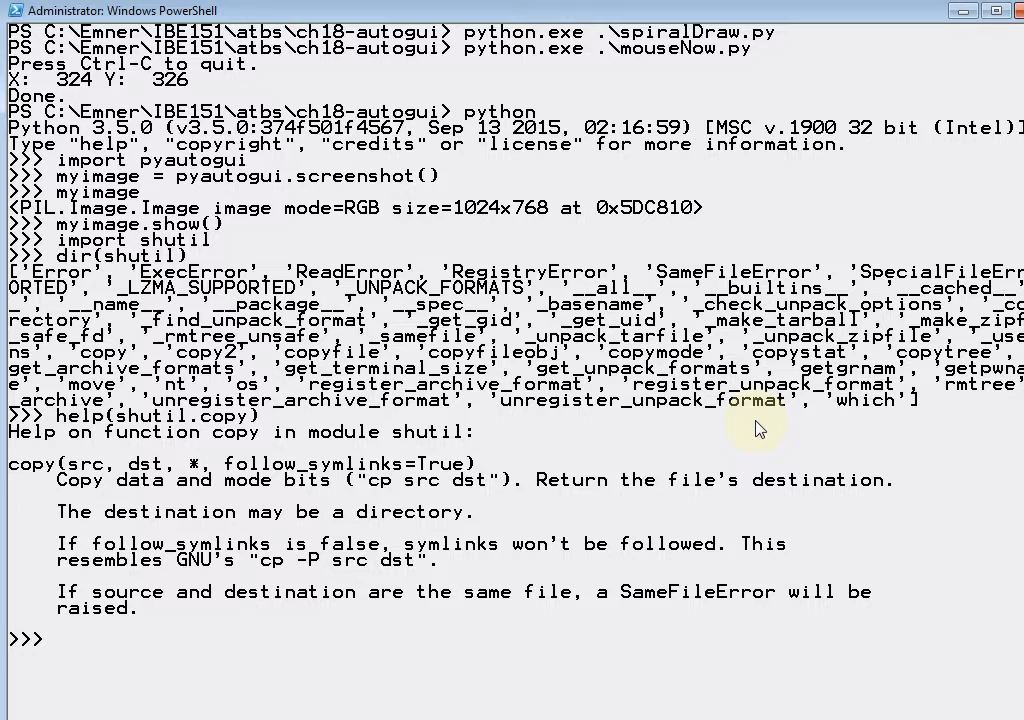 Administrator: Windows PowerShell
PS C:\Emner\IBE151\atbs\ch18-autogui> python.exe .\spiralDraw.py
PS C:\Emner\IBE151\atbs\ch18-autogui> python.exe .\mouseNow.py
Press Ctrl-C to quit.
X:  324 Y:  326
Done.
PS C:\Emner\IBE151\atbs\ch18-autogui> python
Python 3.5.0 (v3.5.0:374f501f4567, Sep 13 2015, 02:16:59) [MSC v.1900 32 bit (Intel)]
Type "help", "copyright", "credits" or "license" for more information.
>>> import pyautogui
>>> myimage = pyautogui.screenshot()
>>> myimage
<PIL.Image.Image image mode=RGB size=1024x768 at 0x5DC810>
>>> myimage.show()
>>> import shutil
>>> dir(shutil)
['Error', 'ExecError', 'ReadError', 'RegistryError', 'SameFileError', 'SpecialFileErr
ORTED', '_LZMA_SUPPORTED', '_UNPACK_FORMATS', '__all__', '__builtins__', '__cached__'
_', '__name__', '__package__', '__spec__', '_basename', '_check_unpack_options', '_co
rectory', '_find_unpack_format', '_get_gid', '_get_uid', '_make_tarball', '_make_zipf
_safe_fd', '_rmtree_unsafe', '_samefile', '_unpack_tarfile', '_unpack_zipfile', '_use
ns', 'copy', 'copy2', 'copyfile', 'copyfileobj', 'copymode', 'copystat', 'copytree', '
get_archive_formats', 'get_terminal_size', 'get_unpack_formats', 'getgrnam', 'getpwna
e', 'move', 'nt', 'os', 'register_archive_format', 'register_unpack_format', 'rmtree'
_archive', 'unregister_archive_format', 'unregister_unpack_format', 'which']
>>> help(shutil.copy)
Help on function copy in module shutil:
copy(src, dst, *, follow_symlinks=True)
Copy data and mode bits ("cp src dst"). Return the file's destination.
The destination may be a directory.
If follow_symlinks is false, symlinks won't be followed. This
resembles GNU's "cp -P src dst".
If source and destination are the same file, a SameFileError will be
raised.
>>>